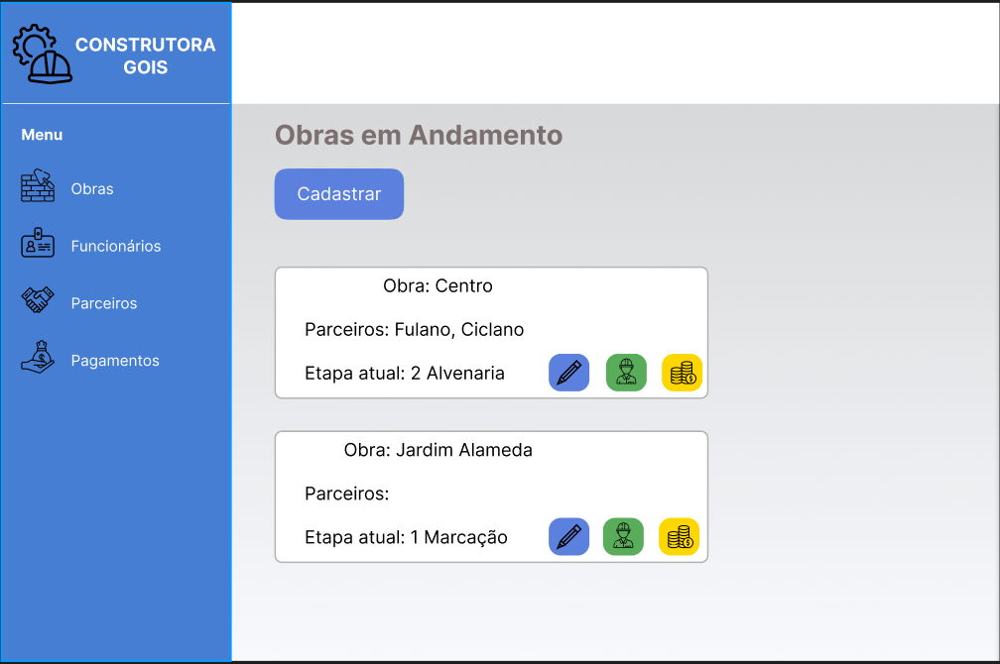 CONSTRUTORA
GOIS
Menu
Obras
Funcionários
Parceiros
Pagamentos
Obras em Andamento
Cadastrar
Obra: Centro
Parceiros: Fulano, Ciclano
Etapa atual: 2 Alvenaria
Obra: Jardim Alameda
Parceiros:
Etapa atual: 1 Marcação